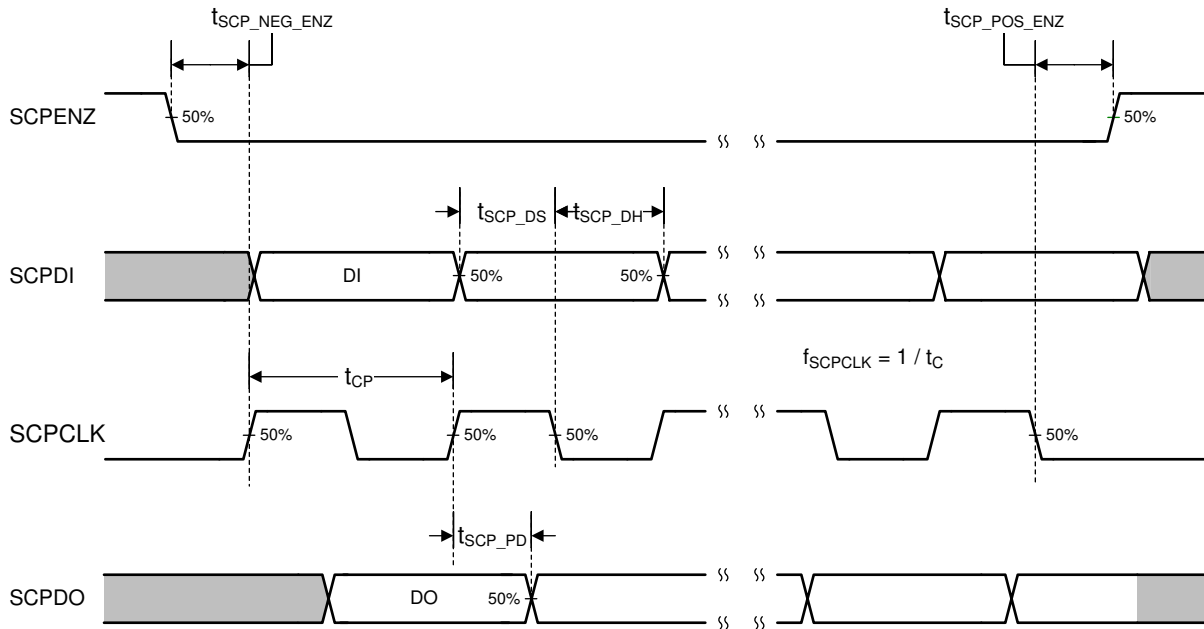 tSCP_NEG_ENZ
tSCP_POS_ENZ
SCPENZ
50%
50%
tSCP_DS
tSCP_DH
SCPDI
DI
50%
50%
fSCPCLK = 1 / tC
tCP
SCPCLK
50%
50%
50%
50%
tSCP_PD
SCPDO
DO
50%